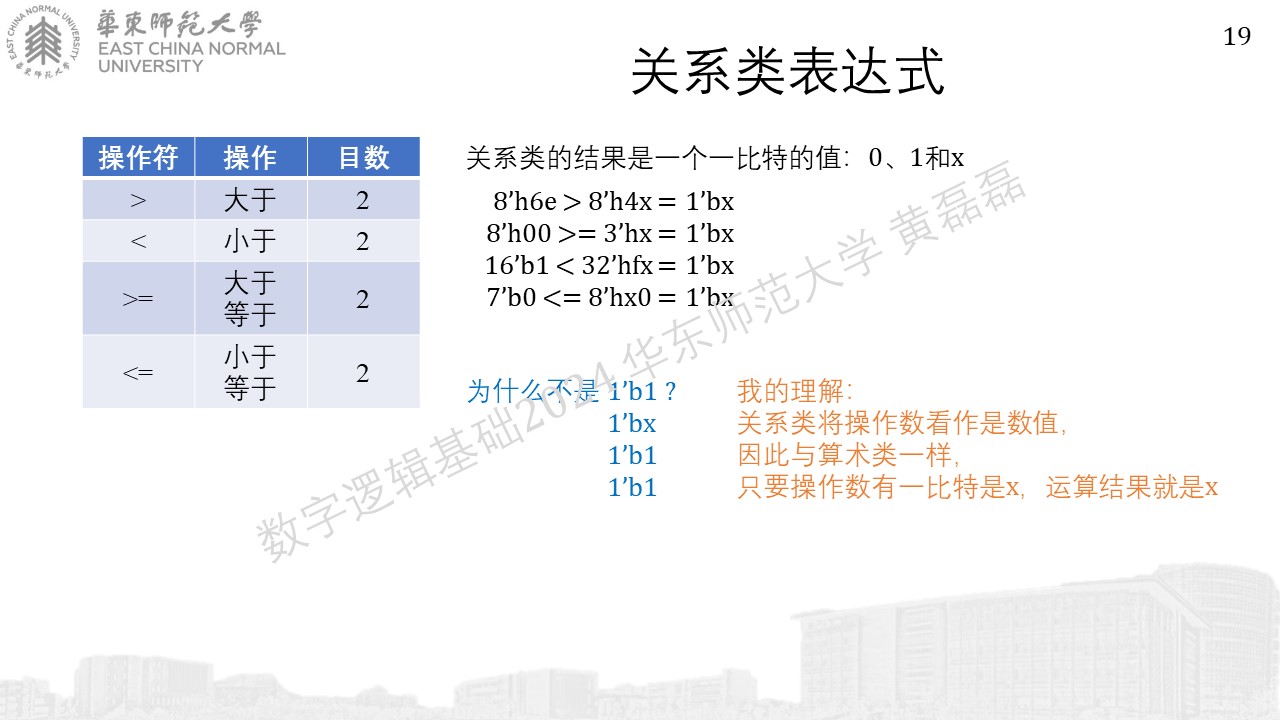 華東師範大學
EAST CHINA NORMAL
UNIVERSITY
EAST CHINA NORMAL UNIVERSITY
華東師范大學
19
关系类表达式
操作符 操作 目数
> 大于 2
< 小于 2
>= 大于
等于 2
<= 小于
等于 2
关系类的结果是一个一比特的值：0、1和x
8’h6e > 8’h4x = 1’bx
8’h00 >= 3’hx = 1’bx
16’b1 < 32’hfx = 1’bx
7’b0 <= 8’hx0 = 1’bx
为什么不是 1’b1 ?
1’bx
1’b1
1’b1
我的理解：
关系类将操作数看作是数值，
因此与算术类一样，
只要操作数有一比特是x，运算结果就是x
数字逻辑基础2024 华东师范大学 黄磊磊